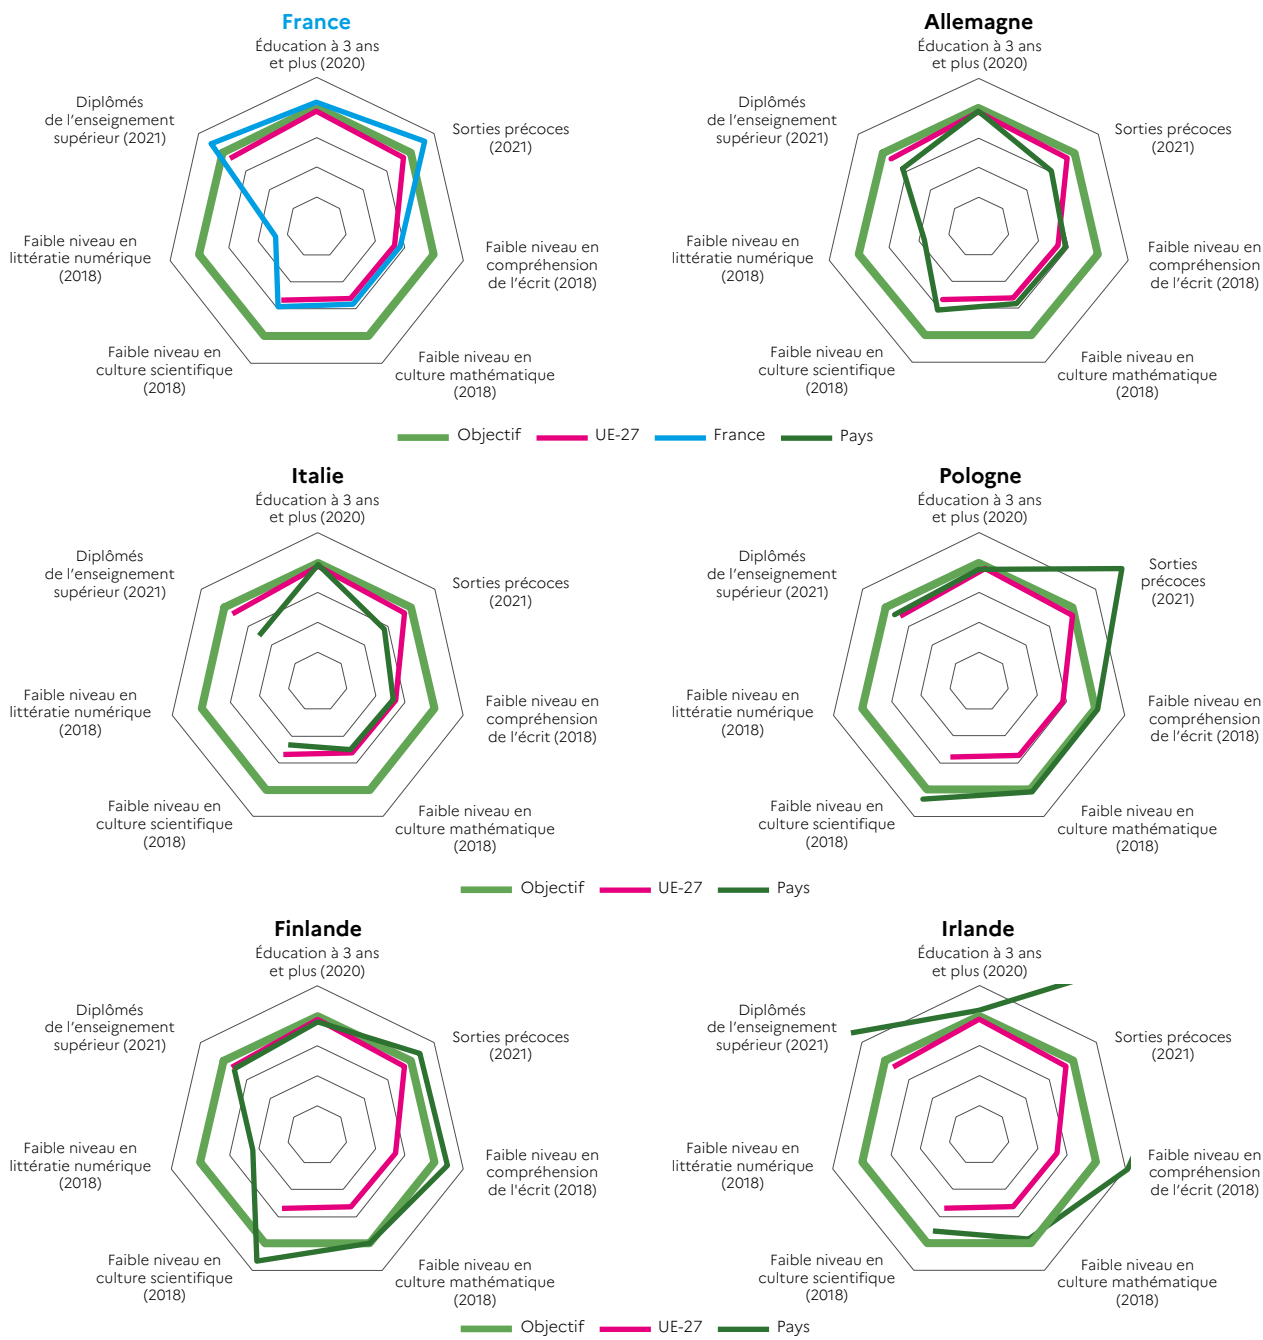 France
Éducation à 3 ans
et plus (2020)
Diplômés
de l'enseignement
supérieur (2021)
Sorties précoces
(2021)
Faible niveau en
littératie numérique
(2018)
Faible niveau en
compréhension
de l'écrit (2018)
Faible niveau en
culture scientifique
(2018)
Faible niveau en
culture mathématique
(2018)
Allemagne
Éducation à 3 ans
et plus (2020)
Diplômés
de l'enseignement
supérieur (2021)
Sorties précoces
(2021)
Faible niveau en
littératie numérique
(2018)
Faible niveau en
compréhension
de l'écrit (2018)
Faible niveau en
culture scientifique
(2018)
Faible niveau en
culture mathématique
(2018)
Objectif UE-27 France Pays
Italie
Éducation à 3 ans
et plus (2020)
Diplômés
de l'enseignement
supérieur (2021)
Sorties précoces
(2021)
Faible niveau en
littératie numérique
(2018)
Faible niveau en
compréhension
de l'écrit (2018)
Faible niveau en
culture scientifique
(2018)
Faible niveau en
culture mathématique
(2018)
Pologne
Éducation à 3 ans
et plus (2020)
Diplômés
de l'enseignement
supérieur (2021)
Sorties
précoces
(2021)
Faible niveau en
littératie numérique
(2018)
Faible niveau en
compréhension
de l'écrit (2018)
Faible niveau en
culture scientifique
(2018)
Faible niveau en
culture mathématique
(2018)
Objectif UE-27 Pays
Finlande
Éducation à 3 ans
et plus (2020)
Diplômés
de l'enseignement
supérieur (2021)
Sorties précoces
(2021)
Faible niveau en
littératie numérique
(2018)
Faible niveau en
compréhension
de l'écrit (2018)
Faible niveau en
culture scientifique
(2018)
Faible niveau en
culture mathématique
(2018)
Irlande
Éducation à 3 ans
et plus (2020)
Diplômés
de l'enseignement
supérieur (2021)
Sorties précoces
(2021)
Faible niveau en
littératie numérique
(2018)
Faible niveau en
compréhension
de l'écrit (2018)
Faible niveau en
culture scientifique
(2018)
Faible niveau en
culture mathématique
(2018)
Objectif UE-27 Pays